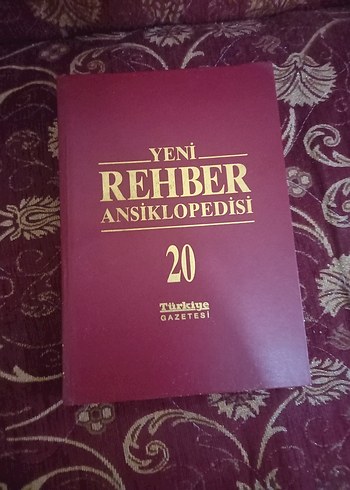 YENİ
REHBER
ANSİKLOPEDİSİ
20
Türkiye
GAZETESİ